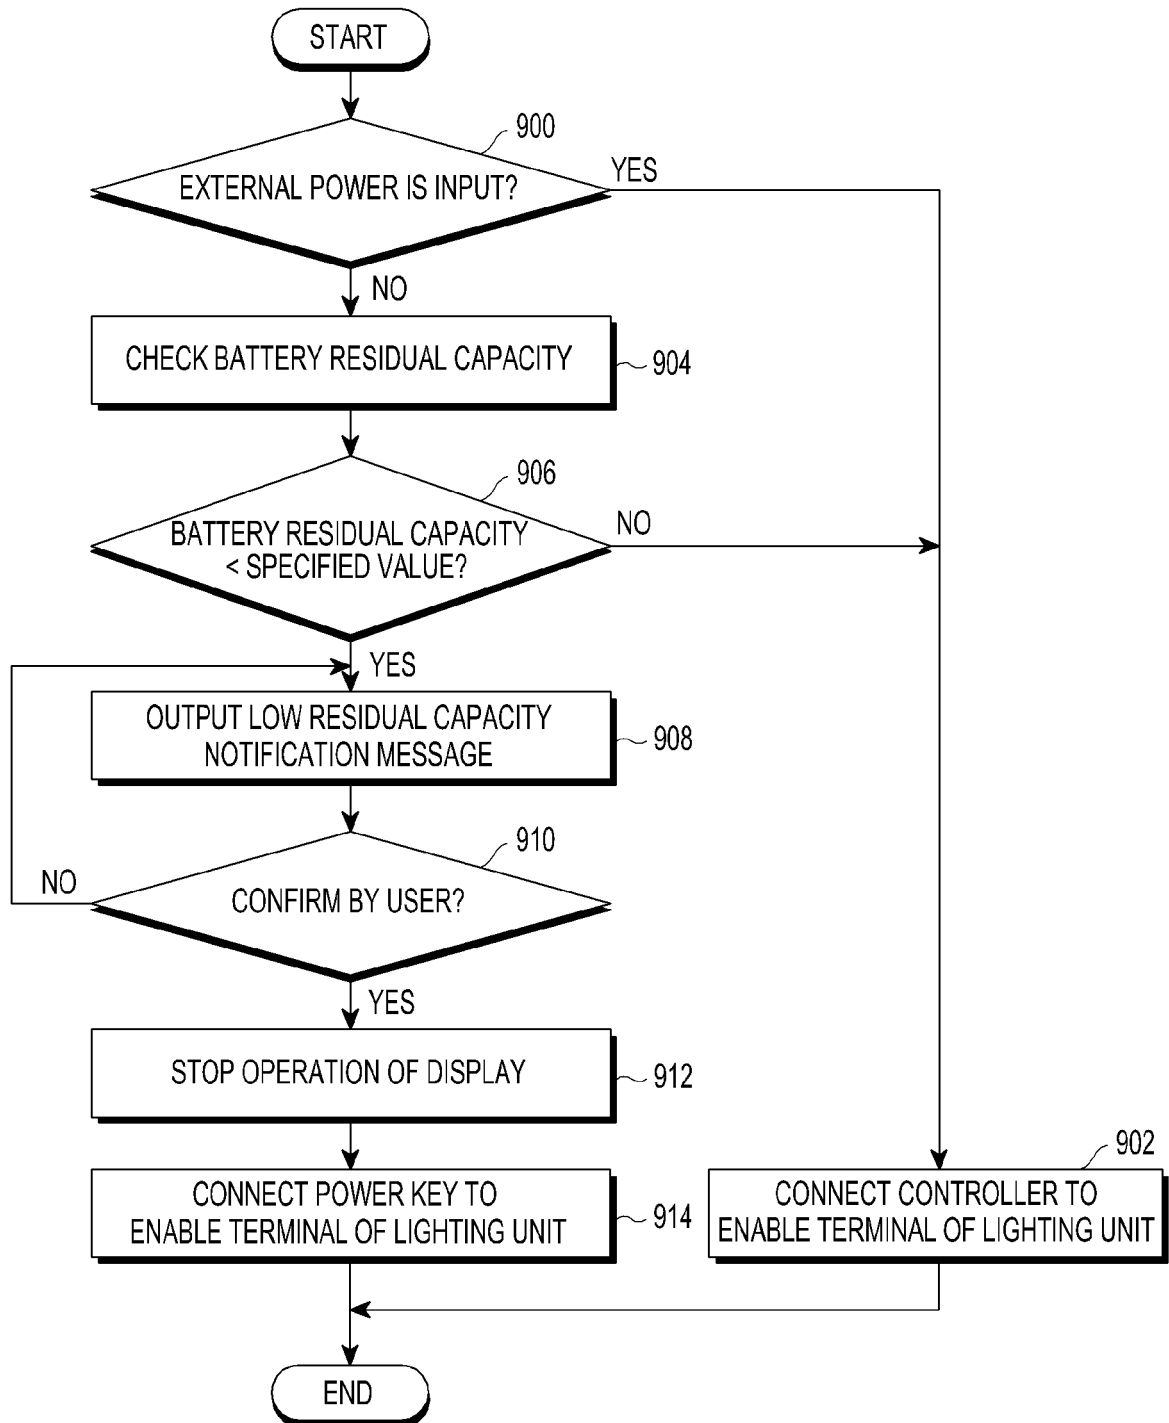 START
900
EXTERNAL POWER IS INPUT?
YES
NO
CHECK BATTERY RESIDUAL CAPACITY
904
906
BATTERY RESIDUAL CAPACITY
< SPECIFIED VALUE?
NO
YES
OUTPUT LOW RESIDUAL CAPACITY
NOTIFICATION MESSAGE
908
910
CONFIRM BY USER?
NO
YES
STOP OPERATION OF DISPLAY
912
CONNECT POWER KEY TO
ENABLE TERMINAL OF LIGHTING UNIT
914
902
CONNECT CONTROLLER TO
ENABLE TERMINAL OF LIGHTING UNIT
END